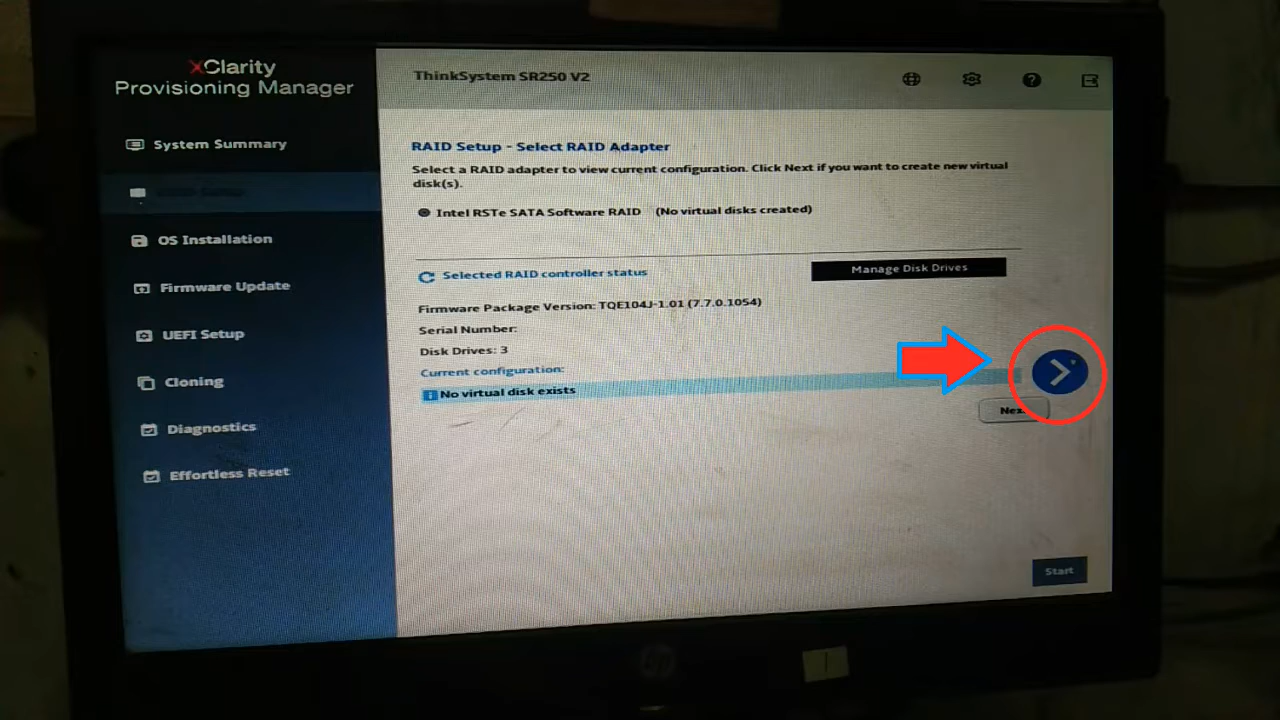 xClarity
Provisioning Manager
System Summary
OS Installation
Firmware Update
UEFI Setup
Cloning
Diagnostics
Effortless Reset
ThinkSystem SR250 V2
RAID Setup - Select RAID Adapter
Select a RAID adapter to view current configuration. Click Next if you want to create new virtual
disk(s).
Intel RSTe SATA Software RAID (No virtual disks created)
Selected RAID controller status
Manage Disk Drives
Firmware Package Version: TQE104J-1.01 (7.7.0.1054)
Serial Number:
Disk Drives: 3
Current configuration:
No virtual disk exists
Start
hp
1